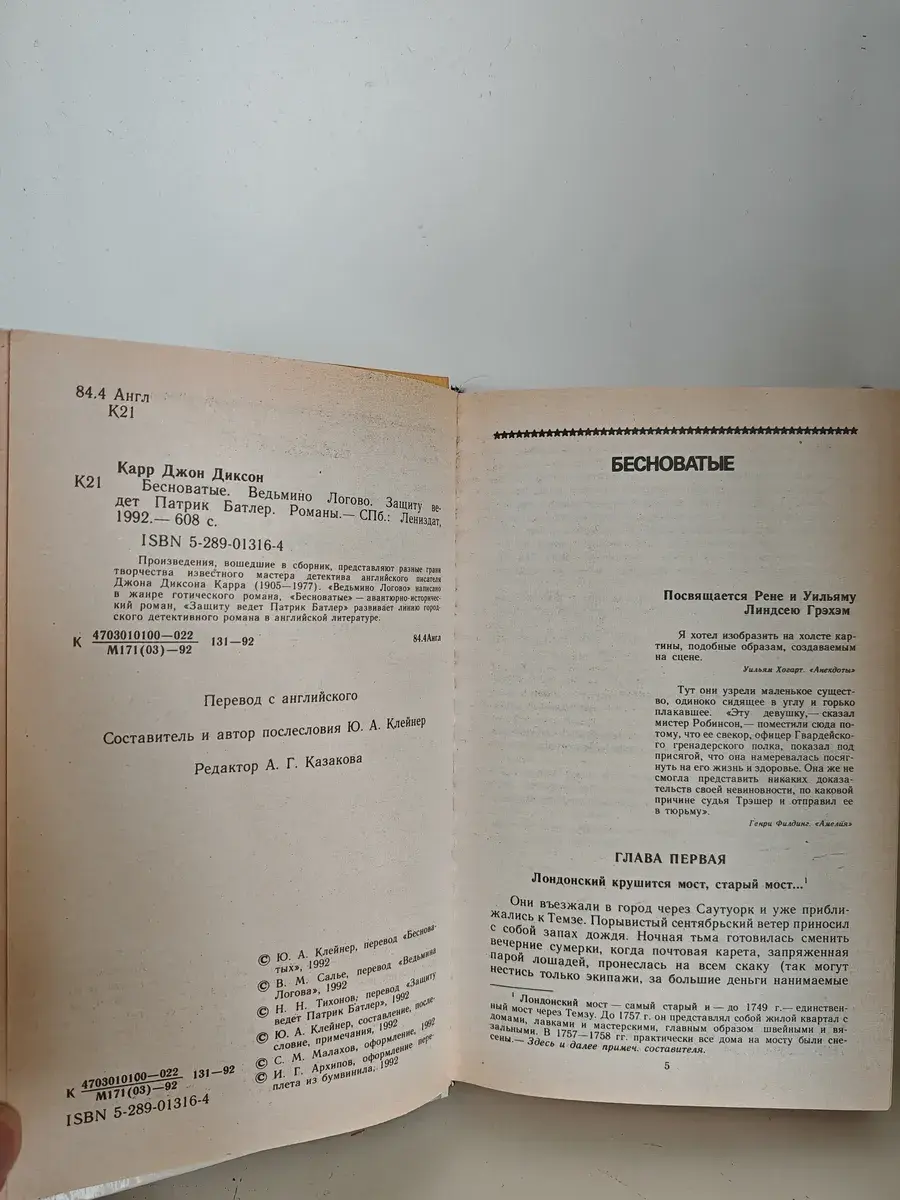 84.4 Англ
К21
Карр Джон Диксон
К21
Бесноватые. Ведьмино Логово. Защиту ве-
дет Патрик Батлер. Романы.— СПб.: Лениздат,
1992.— 608 с.
ISBN 5-289-01316-4
Произведения, вошедшие в сборник, представляют разные грани
творчества известного мастера детектива английского писателя
Джона Диксона Карра (1905—1977). «Ведьмино Логово» написано
в жанре готического романа, «Бесноватые» — авантюрно-историчес-
кий роман, «Защиту ведет Патрик Батлер» развивает линию город-
ского детективного романа в английской литературе.
К 4703010100—022 131—92
М171(03)—92
84.4Англ
Перевод с английского
Составитель и автор послесловия Ю. А. Клейнер
Редактор А. Г. Казакова
© Ю. А. Клейнер, перевод «Беснова-
тых», 1992
© В. М. Салье, перевод «Ведьмина
Логова», 1992
© Н. Н. Тихонов, перевод «Защиту
ведет Патрик Батлер», 1992
© Ю. А. Клейнер, составление, после-
словие, примечания, 1992
© С. М. Малахов, оформление, 1992
© И. Г. Архипов, оформление пере-
плета из бумвинила, 1992
К 4703010100—022 131—92
М171(03)—92
ISBN 5-289-01316-4
БЕСНОВАТЫЕ
Посвящается Рене и Уильяму
Линдсею Грэхэм
Я хотел изобразить на холсте кар-
тины, подобные образам, создаваемым
на сцене.
Уильям Хогарт. «Анекдоты»
Тут они узрели маленькое сущест-
во, одиноко сидящее в углу и горько
плакавшее. «Эту девушку,— сказал
мистер Робинсон,— поместили сюда по-
тому, что ее свекор, офицер Гвардейско-
го гренадерского полка, показал под
присягой, что она намеревалась посяг-
нуть на его жизнь и здоровье. Она же не
смогла представить никаких доказа-
тельств своей невиновности, по каковой
причине судья Трэшер и отправил ее
в тюрьму».
Генри Филдинг. «Амелия»
ГЛАВА ПЕРВАЯ
Лондонский крушится мост, старый мост...¹
Они въезжали в город через Саутуорк и уже прибли-
жались к Темзе. Порывистый сентябрьский ветер приносил
с собой запах дождя. Ночная тьма готовилась сменить
вечерние сумерки, когда почтовая карета, запряженная
парой лошадей, пронеслась на всем скаку (так могут
нестись только экипажи, за большие деньги нанимаемые
¹ Лондонский мост — самый старый и — до 1749 г.— единствен-
ный мост через Темзу. До 1757 г. он представлял собой жилой квартал с
домами, лавками и мастерскими, главным образом швейными и вя-
зальными. В 1757—1758 гг. практически все дома на мосту были сне-
сены.— Здесь и далее примеч. составителя.
5